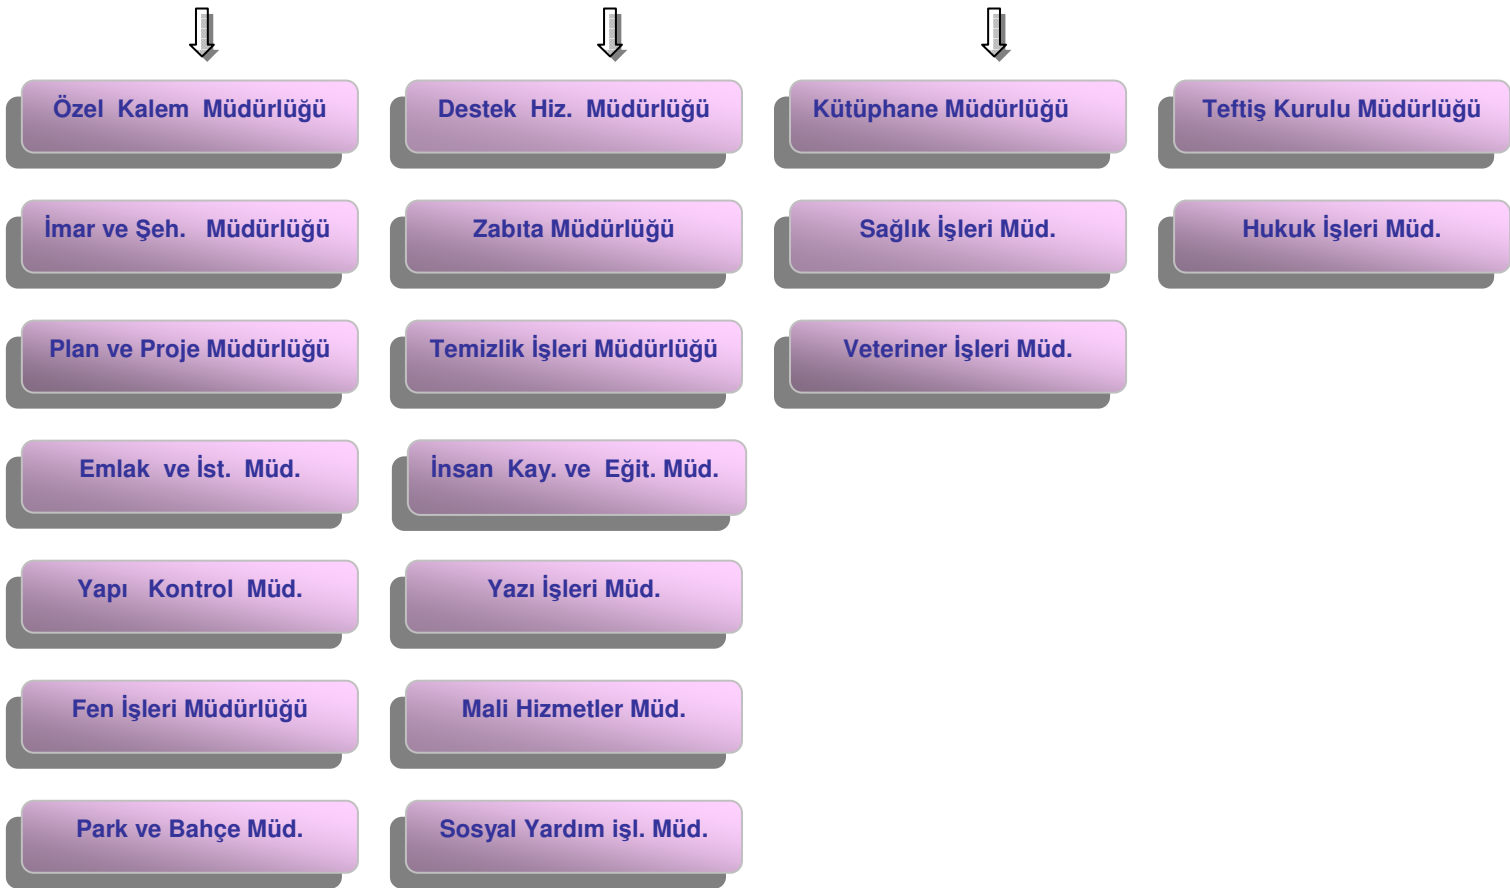 Özel Kalem Müdürlüğü
Destek Hiz. Müdürlüğü
Kütüphane Müdürlüğü
Teftiş Kurulu Müdürlüğü
İmar ve Şeh. Müdürlüğü
Zabıta Müdürlüğü
Sağlık İşleri Müd.
Hukuk İşleri Müd.
Plan ve Proje Müdürlüğü
Temizlik İşleri Müdürlüğü
Veteriner İşleri Müd.
Emlak ve İst. Müd.
İnsan Kay. ve Eğit. Müd.
Yapı Kontrol Müd.
Yazı İşleri Müd.
Fen İşleri Müdürlüğü
Mali Hizmetler Müd.
Park ve Bahçe Müd.
Sosyal Yardım işl. Müd.